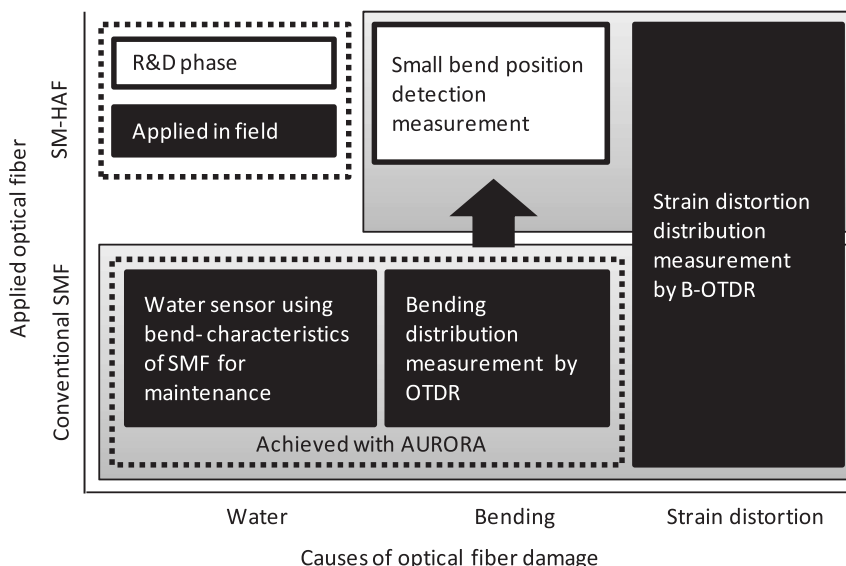 R&D phase
Applied in field
Small bend position
detection
measurement
Strain distortion
distribution
measurement
by B-OTDR
Water sensor using
bend- characteristics
of SMF for
maintenance
Bending
distribution
measurement by
OTDR
Achieved with AURORA
SM-HAF
Conventional SMF
Applied optical fiber
Water
Bending
Strain distortion
Causes of optical fiber damage